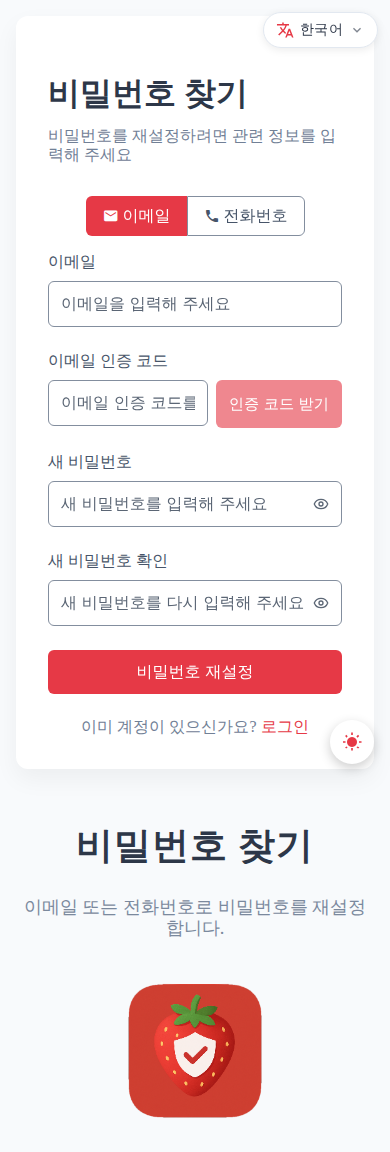 한국어
비밀번호 찾기
비밀번호를 재설정하려면 관련 정보를 입
력해 주세요
이메일
전화번호
이메일
이메일을 입력해 주세요
이메일 인증 코드
이메일 인증 코드를
인증 코드 받기
새 비밀번호
새 비밀번호를 입력해 주세요
새 비밀번호 확인
새 비밀번호를 다시 입력해 주세요
비밀번호 재설정
이미 계정이 있으신가요? 로그인
비밀번호 찾기
이메일 또는 전화번호로 비밀번호를 재설정
합니다.